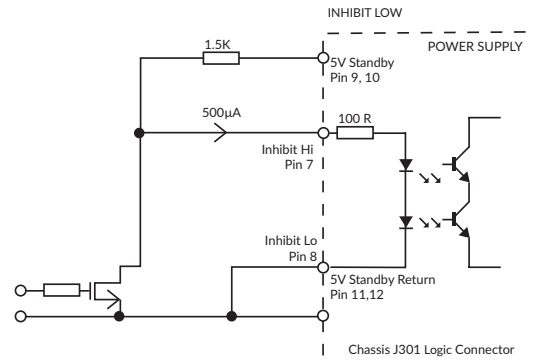 INHIBIT LOW
POWER SUPPLY
1.5K
5V Standby
Pin 9, 10
500µA
100 R
Inhibit Hi
Pin 7
Inhibit Lo
Pin 8
5V Standby Return
Pin 11,12
Chassis J301 Logic Connector